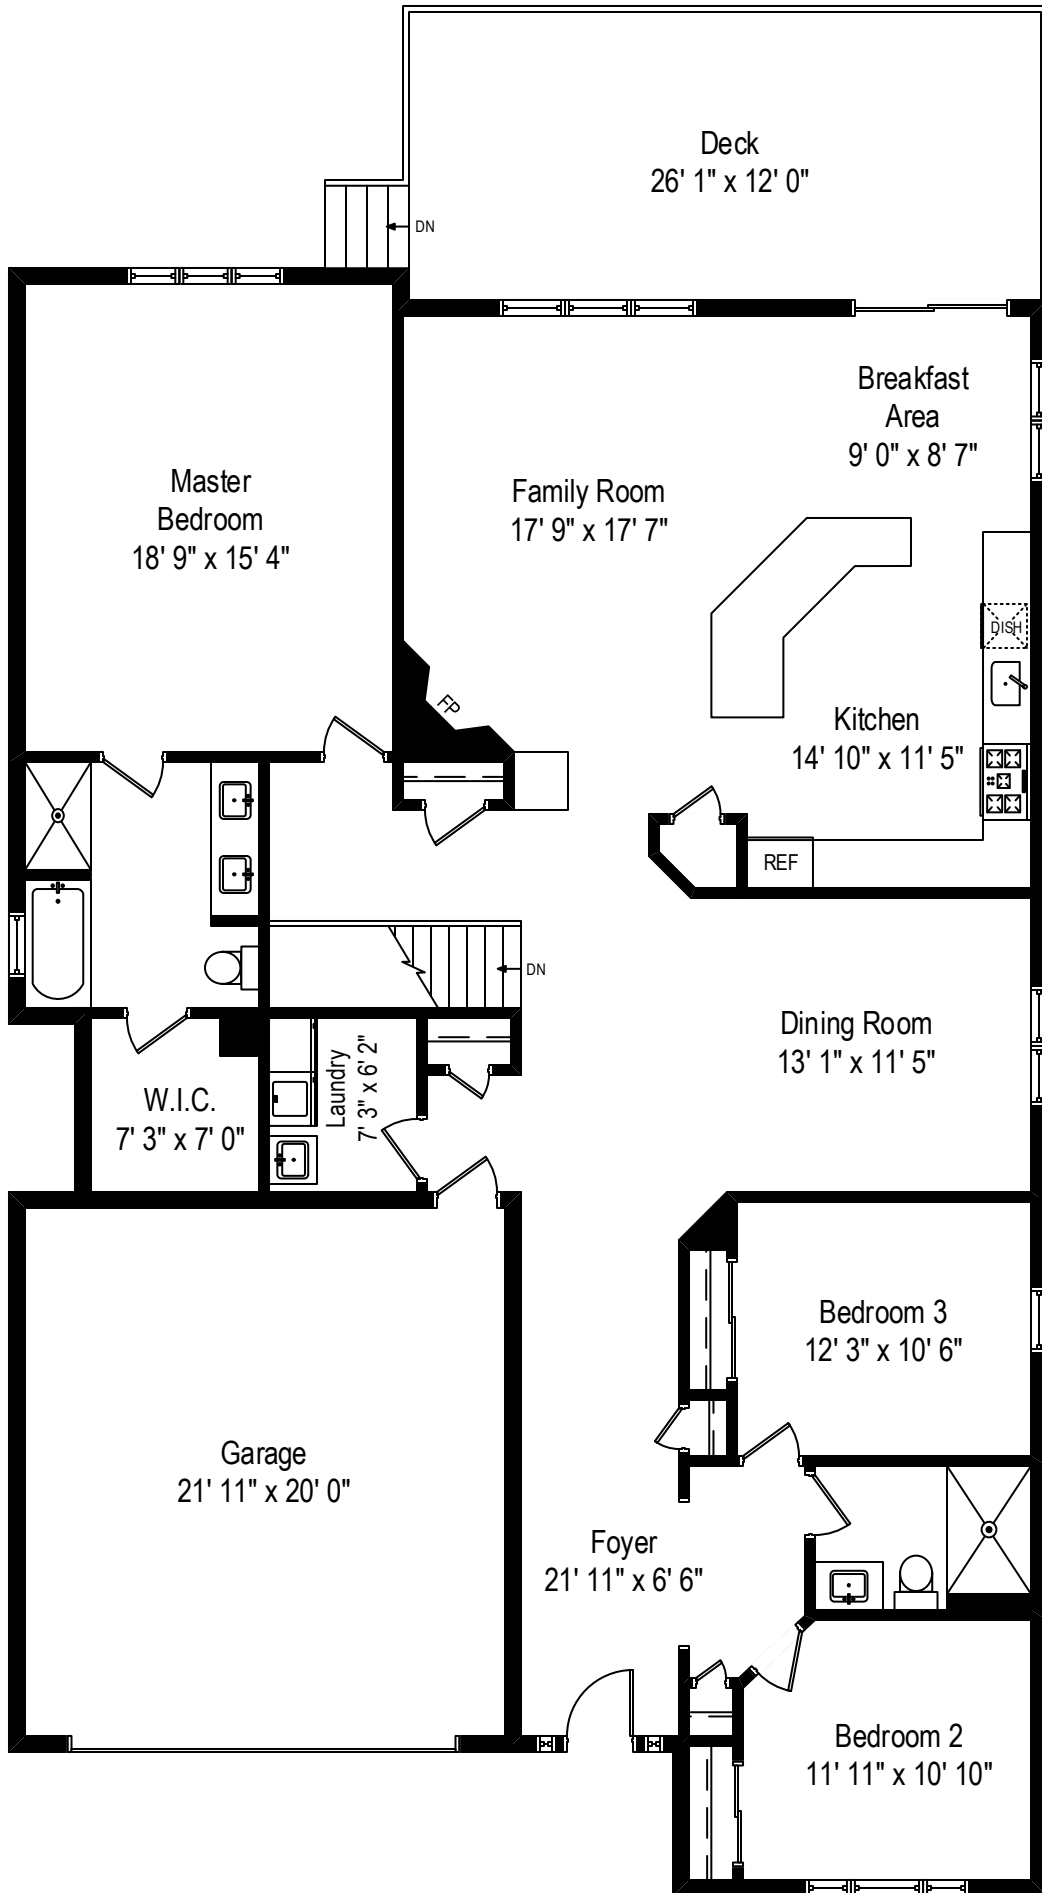 Deck
26' 1" x 12' 0"
DN
Breakfast
Area
9' 0" x 8' 7"
Master
Bedroom
18' 9" x 15' 4"
Family Room
17' 9" x 17' 7"
DISH
FP
Kitchen
14' 10" x 11' 5"
REF
DN
Dining Room
13' 1" x 11' 5"
Laundry
7' 3" x 6' 2"
W.I.C.
7' 3" x 7' 0"
Bedroom 3
12' 3" x 10' 6"
Garage
21' 11" x 20' 0"
Foyer
21' 11" x 6' 6"
Bedroom 2
11' 11" x 10' 10"